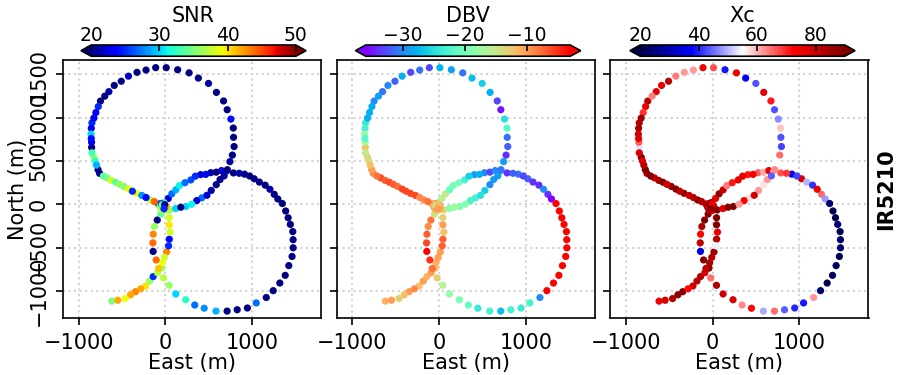 SNR DBV Xc
20 30 40 50 −30 −20 −10 20 40 60 80
North (m)
1500
1000
500
0
−500
−1000
−1000 0 1000 −1000 0 1000 −1000 0 1000
East (m) East (m) East (m)
IR5210